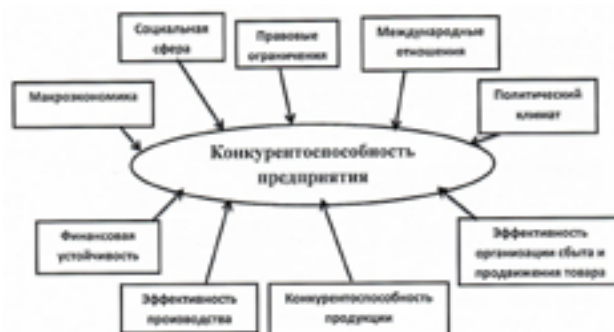 Социальная
сфера
Правовые
ограничения
Международные
отношения
Макроэкономика
Политический
климат
Конкурентоспособность
предприятия
Финансовая
устойчивость
Эффективность
производства
Конкурентоспособность
продукции
Эффективность
организации сбыта и
продвижения товара